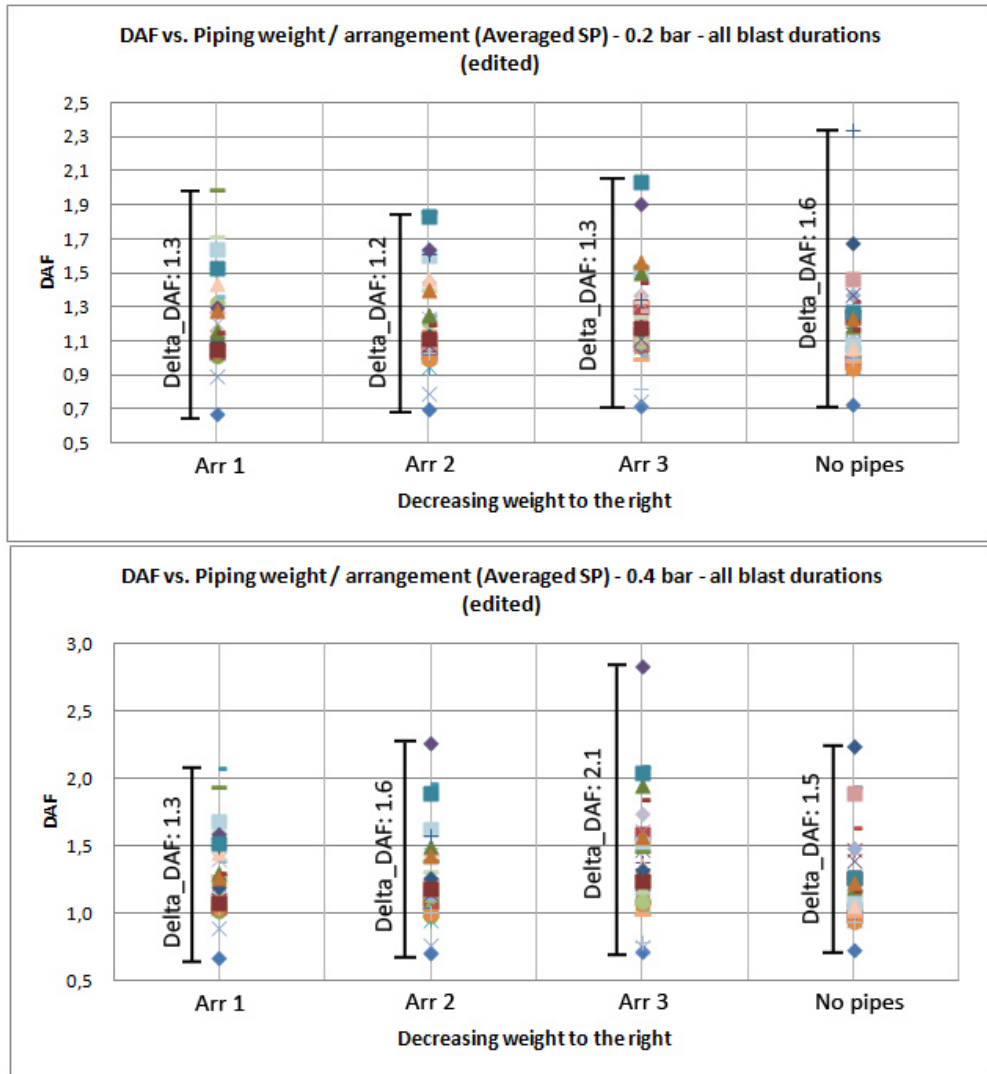 DAF vs. Piping weight / arrangement (Averaged SP) - 0.2 bar - all blast durations
(edited)
DAF
2,5
2,3
2,1
1,9
1,7
1,5
1,3
1,1
0,9
0,7
0,5
Delta_DAF: 1.3
Delta_DAF: 1.2
Delta_DAF: 1.3
Delta_DAF: 1.6
Arr 1
Arr 2
Arr 3
No pipes
Decreasing weight to the right
DAF vs. Piping weight / arrangement (Averaged SP) - 0.4 bar - all blast durations
(edited)
DAF
3,0
2,5
2,0
1,5
1,0
0,5
Delta_DAF: 1.3
Delta_DAF: 1.6
Delta_DAF: 2.1
Delta_DAF: 1.5
Arr 1
Arr 2
Arr 3
No pipes
Decreasing weight to the right